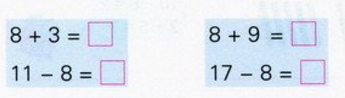 8 + 3 = □
11 – 8 = □
8 + 9 = □
17 – 8 = □